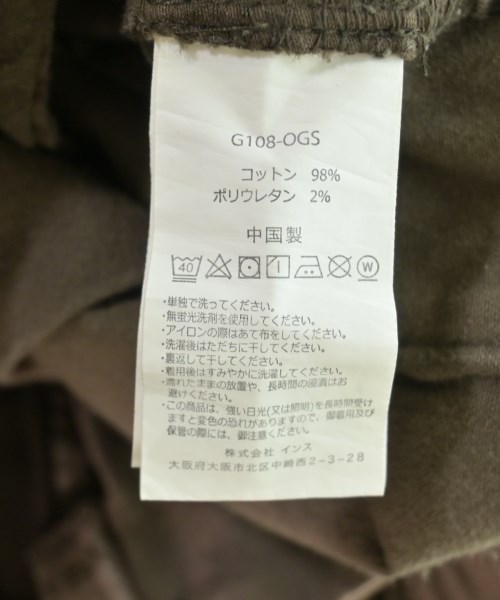 G108-OGS
コットン 98%
ポリウレタン 2%
中国製
40 W
・単独で洗ってください。
・無蛍光洗剤を使用してください。
・アイロンの際はあて布をしてください。
・洗濯後はただちに干してください。
・裏返して干してください。
・着用後はすみやかに洗濯してください。
・濡れたままの放置や、長時間の浸漬はお
避けください。
・この商品は、強い日光(又は照明)を長時間受け
ますと変色の恐れがありますので、御着用及び
保管の際には、御注意ください。
株式会社 インス
大阪府大阪市北区中崎西2-3-28